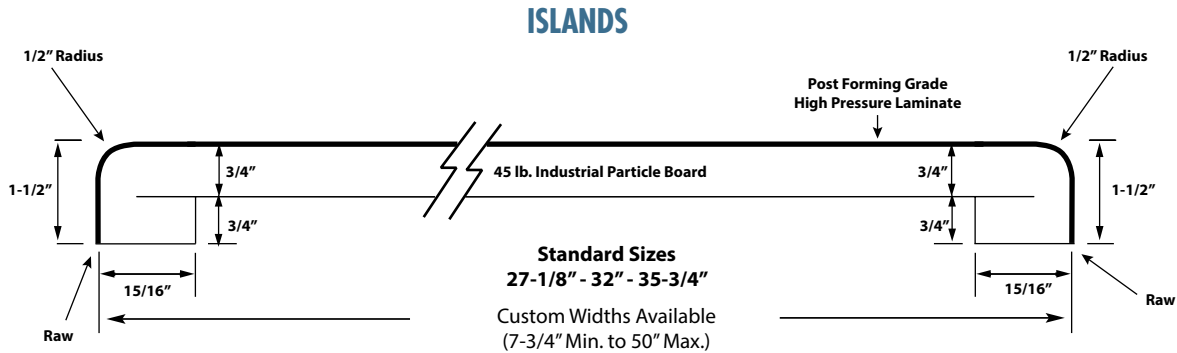 ISLANDS
1/2” Radius
1/2” Radius
Post Forming Grade
High Pressure Laminate
1-1/2”
3/4”
45 lb. Industrial Particle Board
3/4”
1-1/2”
3/4”
3/4”
Standard Sizes
27-1/8” - 32” - 35-3/4”
15/16”
15/16”
Raw
Raw
Custom Widths Available
(7-3/4” Min. to 50” Max.)